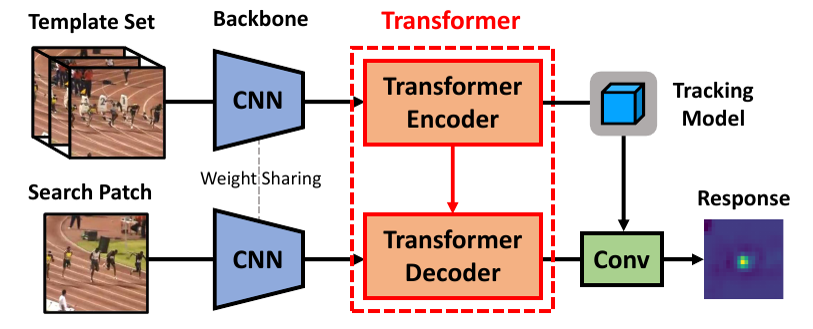 Template Set
Backbone
Transformer
CNN
Transformer
Encoder
Tracking
Model
Weight Sharing
Search Patch
Response
CNN
Transformer
Decoder
Conv